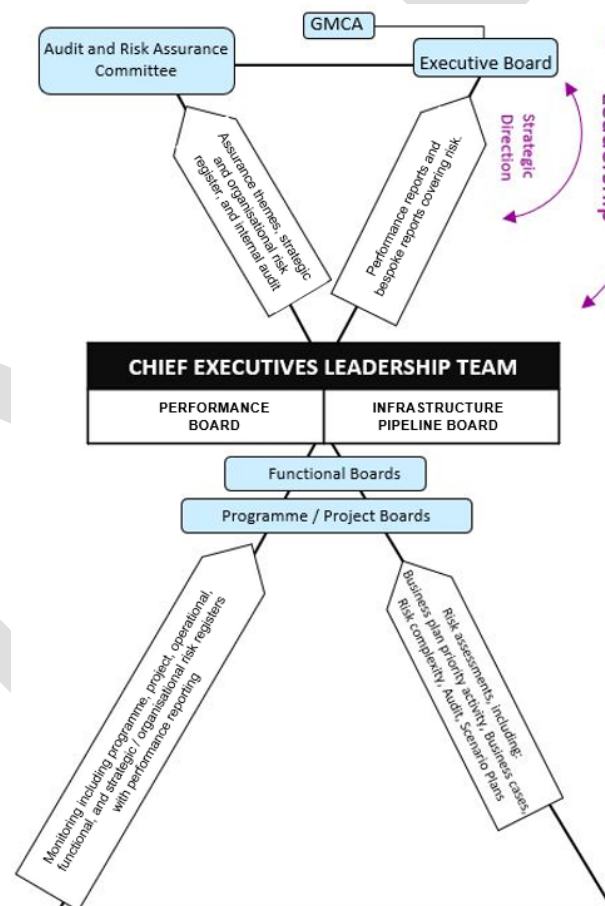 GMCA
Audit and Risk Assurance
Committee
Executive Board
Strategic
Direction
Leadership
Assurance themes, strategic
and organisational risk
register, and internal audit
Performance reports and
bespoke reports covering risk.
CHIEF EXECUTIVES LEADERSHIP TEAM
PERFORMANCE
BOARD
INFRASTRUCTURE
PIPELINE BOARD
Functional Boards
Programme / Project Boards
Monitoring including programme, project, operational,
functional, and strategic / organisational risk registers
with performance reporting
Risk assessments, including:
Business plan priority activity, Business cases,
Risk complexity, Audit, Scenario Plans